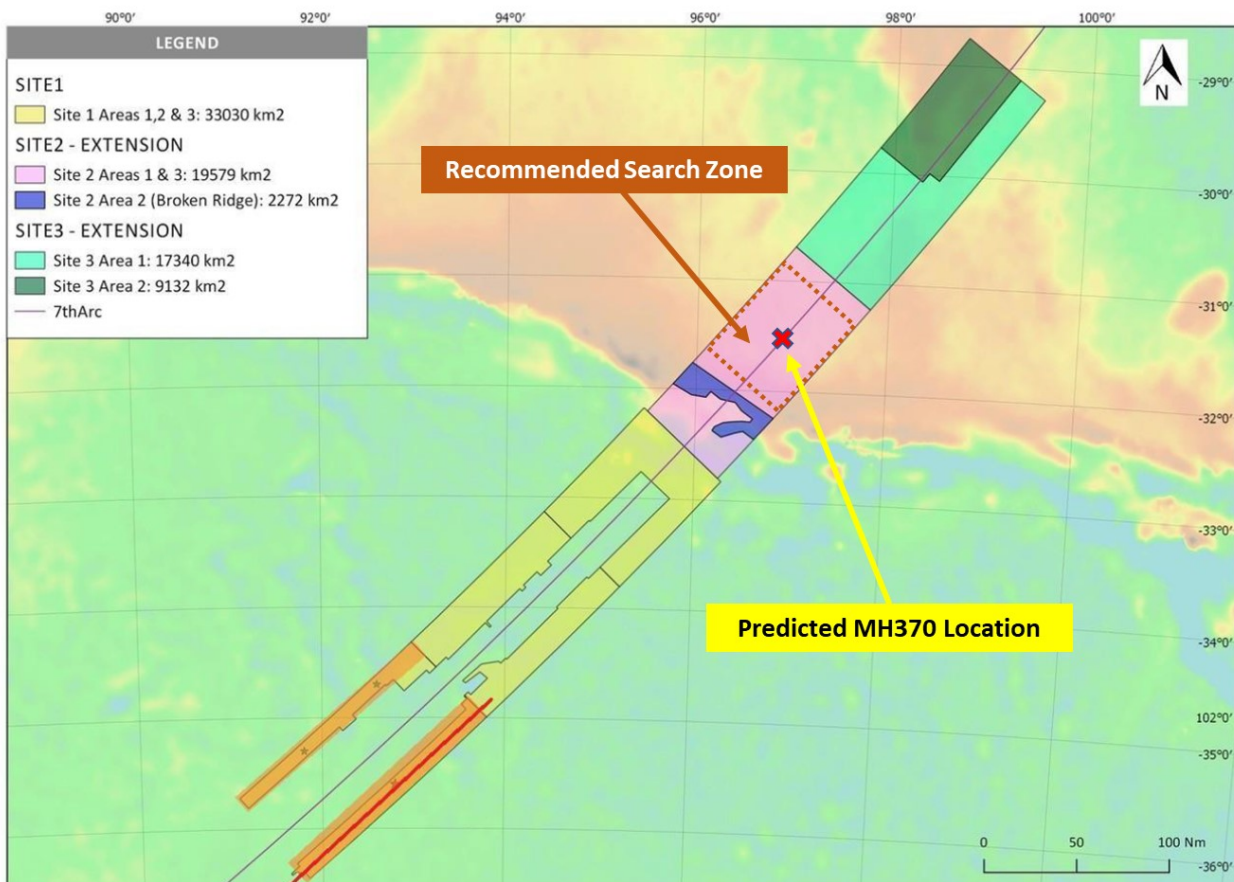 90°0'
92°0'
94°0'
96°0'
98°0'
100°0'
LEGEND
SITE1
Site 1 Areas 1,2 & 3: 33030 km2
SITE2 - EXTENSION
Site 2 Areas 1 & 3: 19579 km2
Site 2 Area 2 (Broken Ridge): 2272 km2
SITE3 - EXTENSION
Site 3 Area 1: 17340 km2
Site 3 Area 2: 9132 km2
7thArc
N
-29°0'
Recommended Search Zone
-30°0'
-31°0'
-32°0'
-33°0'
Predicted MH370 Location
-34°0'
102°0'
-35°0'
0 50 100 Nm
-36°0'